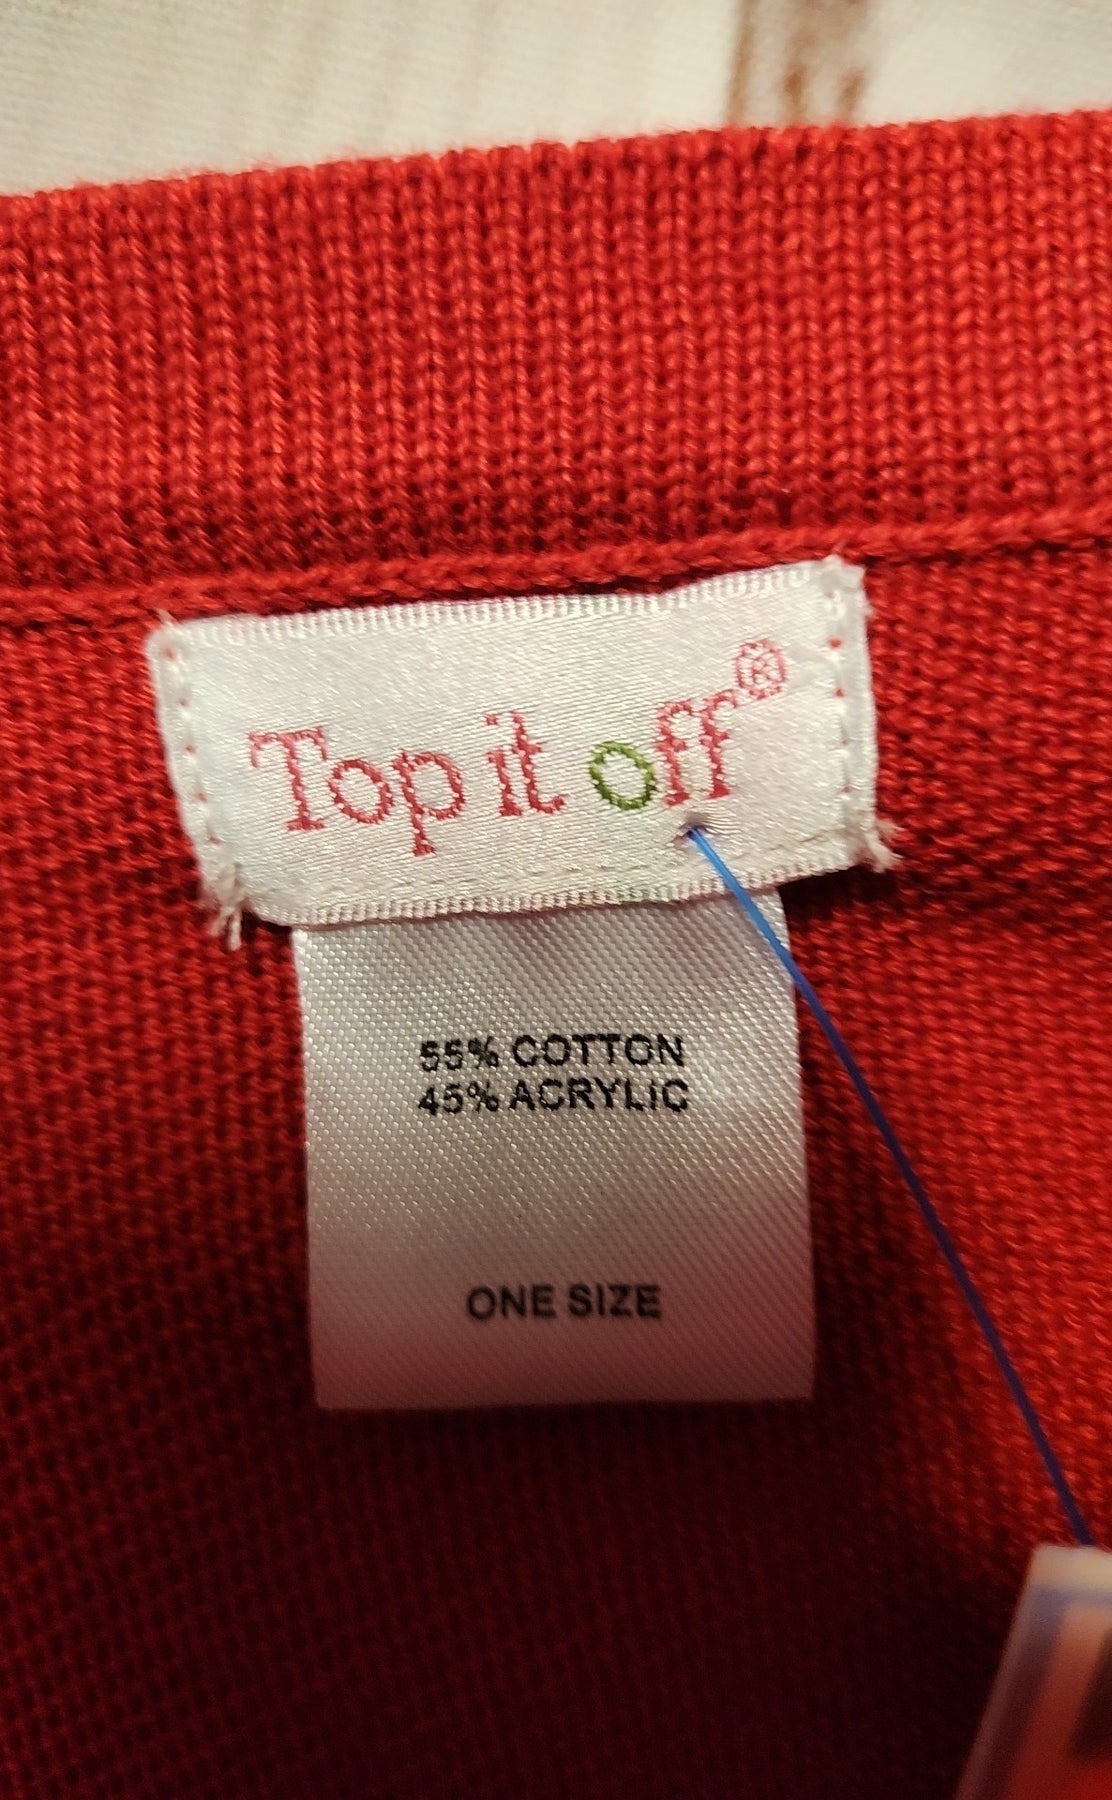 Top it off®
55% COTTON
45% ACRYLIC
ONE SIZE